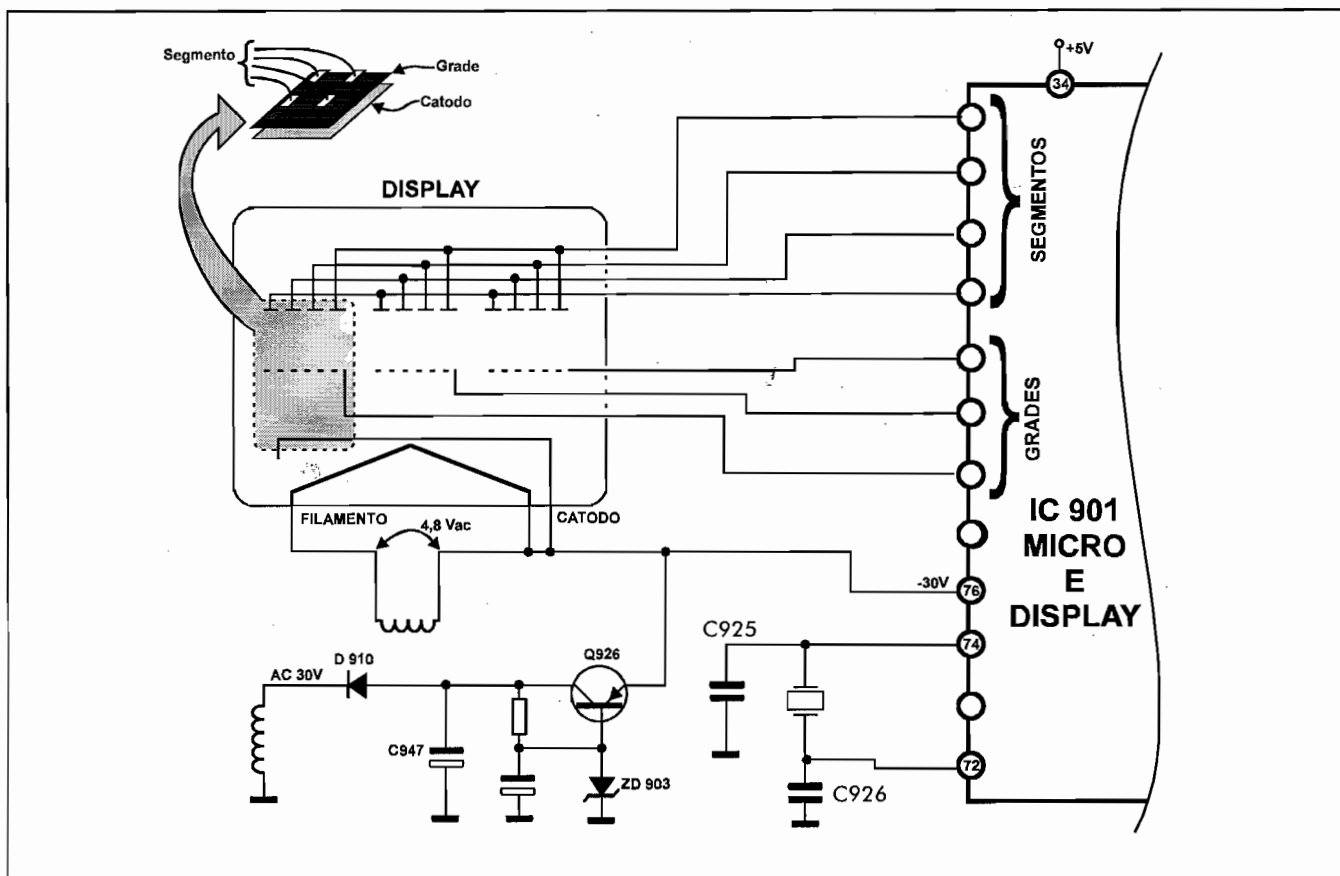 Segmento
Grade
Catodo
+5V
34
DISPLAY
SEGMENTOS
GRADES
FILAMENTO
4,8 Vac
CATODO
IC 901
MICRO
E
DISPLAY
-30V
76
C925
74
Q926
D 910
AC 30V
C947
ZD 903
72
C926